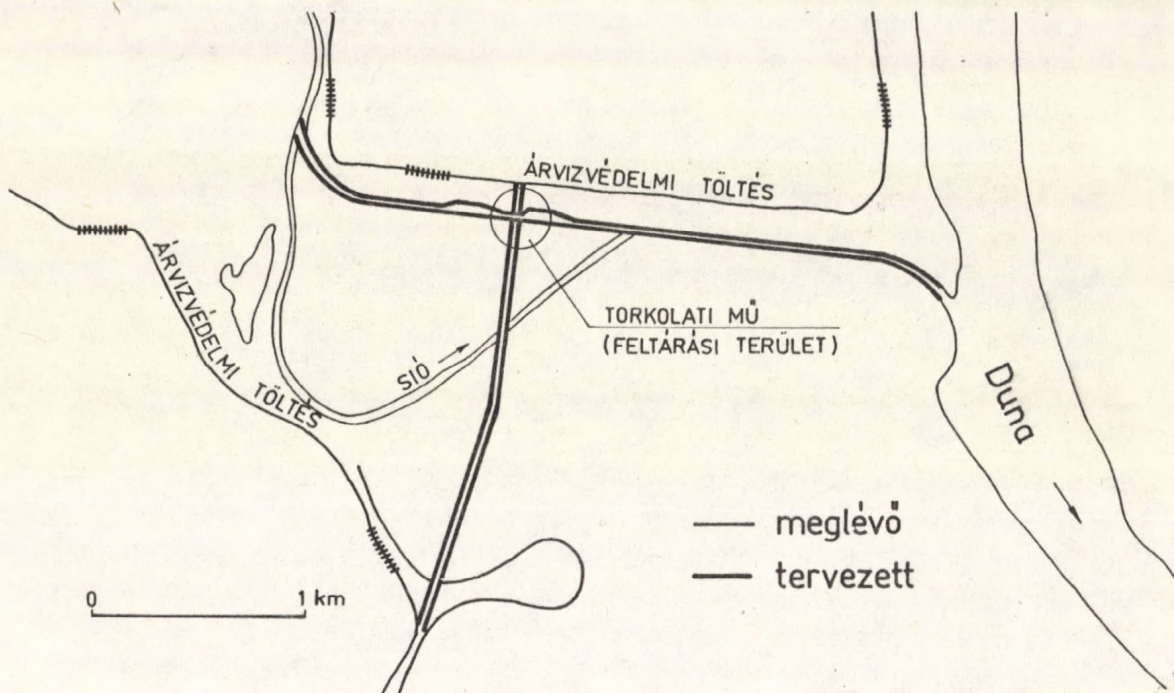 ÁRVIZVÉDELMI TÖLTÉS
ÁRVIZVÉDELMI TÖLTÉS
TORKOLATI MŰ
(FELTÁRÁSI TERÜLET)
SIÓ
Duna
meglévő
tervezett
0 1 km